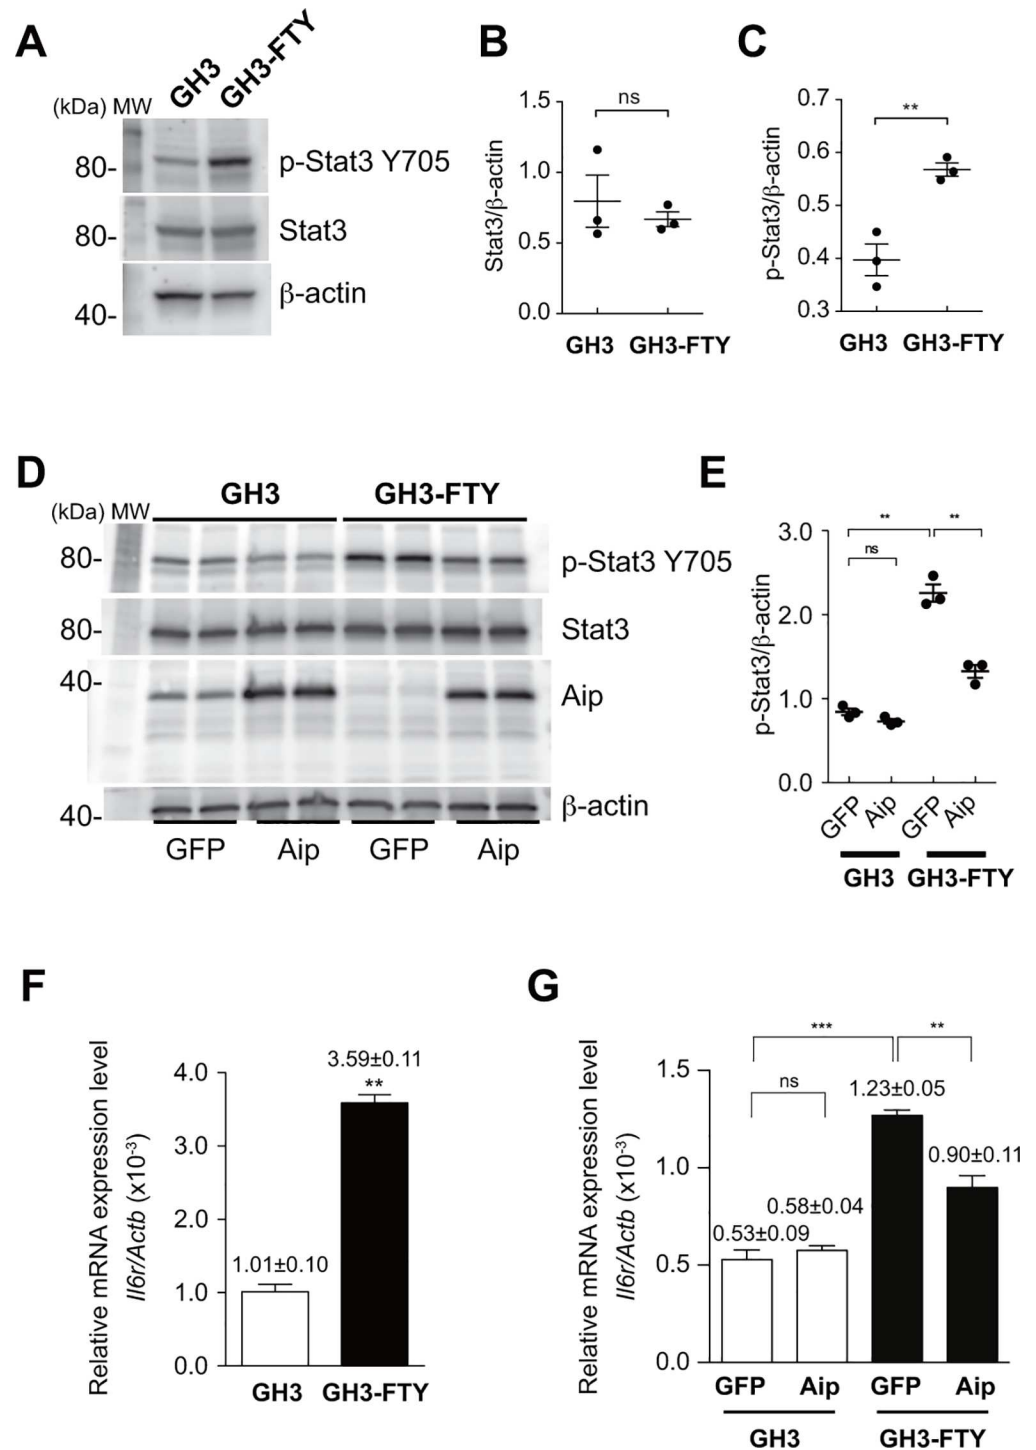 A
(kDa) MW
GH3
GH3-FTY
80-
p-Stat3 Y705
80-
Stat3
40-
β-actin
B
Stat3/β-actin
ns
1.5
1.0
0.5
0.0
GH3 GH3-FTY
C
p-Stat3/β-actin
**
0.7
0.6
0.5
0.4
0.3
GH3 GH3-FTY
D
(kDa) MW
GH3 GH3-FTY
80-
p-Stat3 Y705
80-
Stat3
40-
Aip
40-
β-actin
GFP Aip GFP Aip
E
p-Stat3/β-actin
** **
ns
3.0
2.0
1.0
0.0
GFP Aip GFP Aip
GH3 GH3-FTY
F
Relative mRNA expression level
Il6r/Actb (x10-3)
4.0
3.0
2.0
1.0
0.0
3.59±0.11
**
1.01±0.10
GH3 GH3-FTY
G
Relative mRNA expression level
Il6r/Actb (x10-3)
*** **
ns
1.5
1.0
0.5
0.0
1.23±0.05
0.90±0.11
0.58±0.04
0.53±0.09
GFP Aip GFP Aip
GH3 GH3-FTY